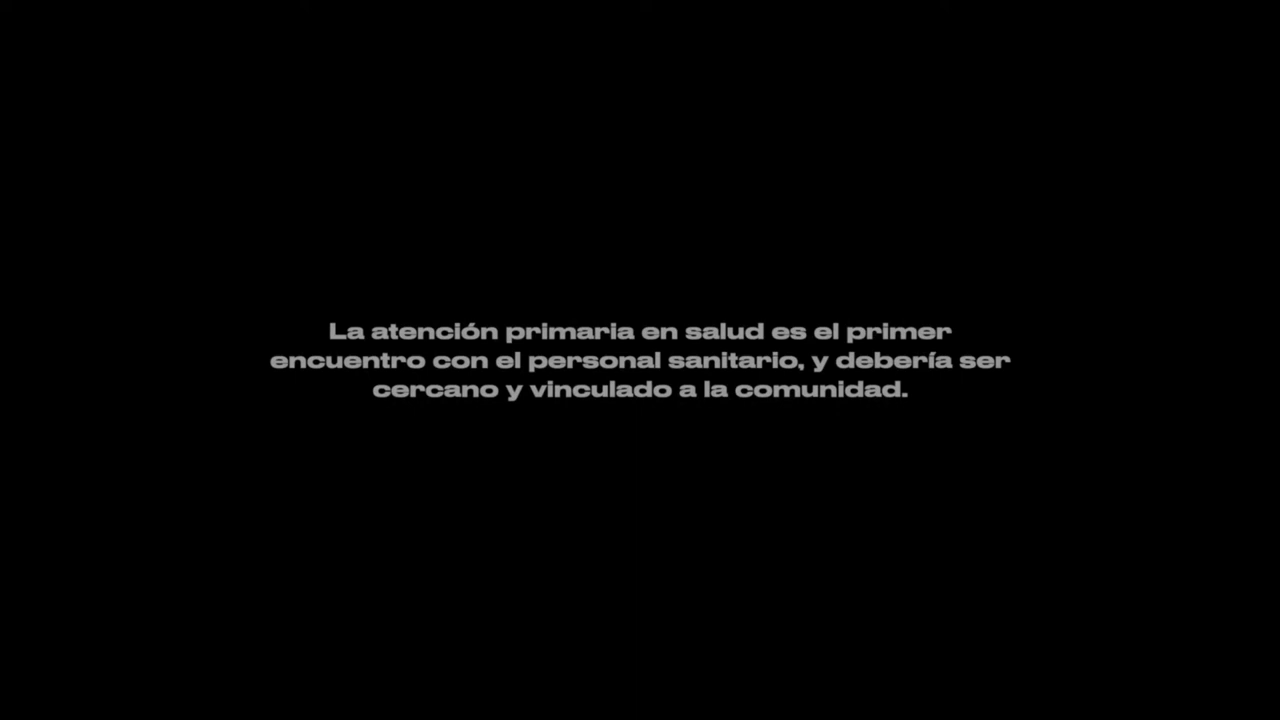 La atención primaria en salud es el primer
encuentro con el personal sanitario, y debería ser
cercano y vinculado a la comunidad.